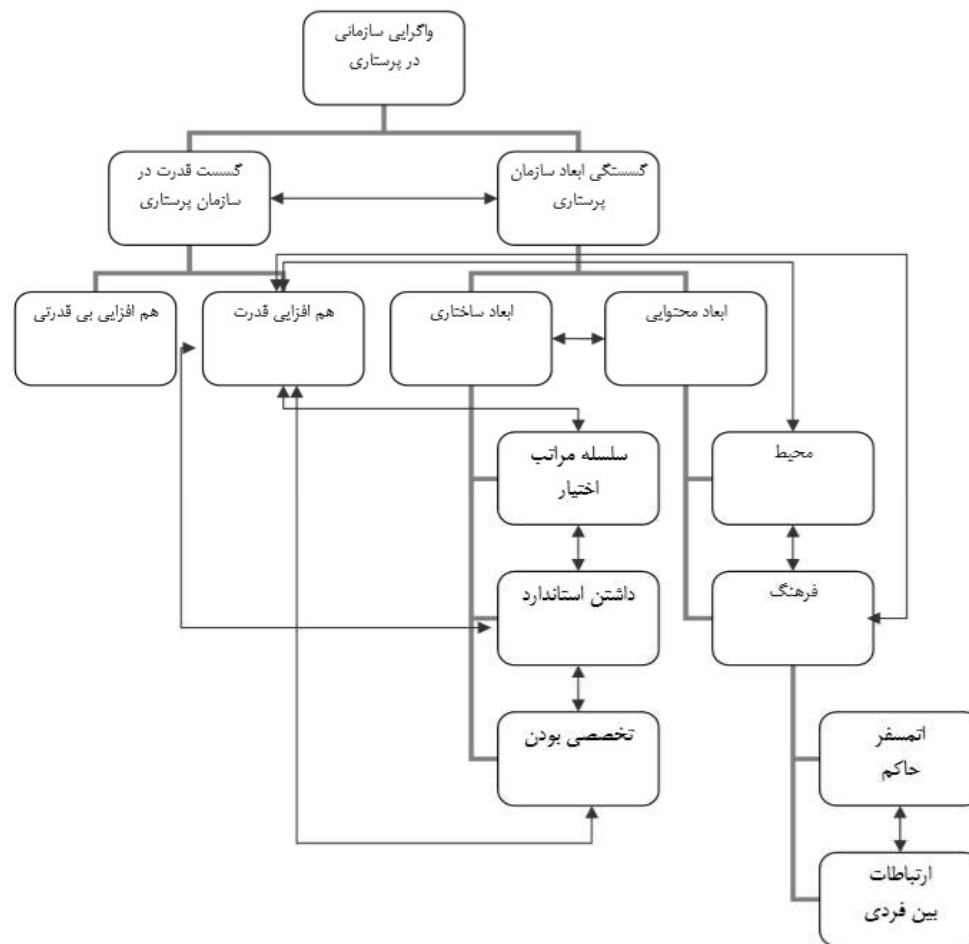 واگرایی سازمانی
در پرستاری
گسستگی ابعاد سازمان
پرستاری
گسست قدرت در
سازمان پرستاری
ابعاد محتوایی
ابعاد ساختاری
هم افزایی قدرت
هم افزایی بی قدرتی
محیط
سلسله مراتب
اختیار
فرهنگ
داشتن استاندارد
تخصصی بودن
اتمسفر
حاکم
ارتباطات
بین فردی